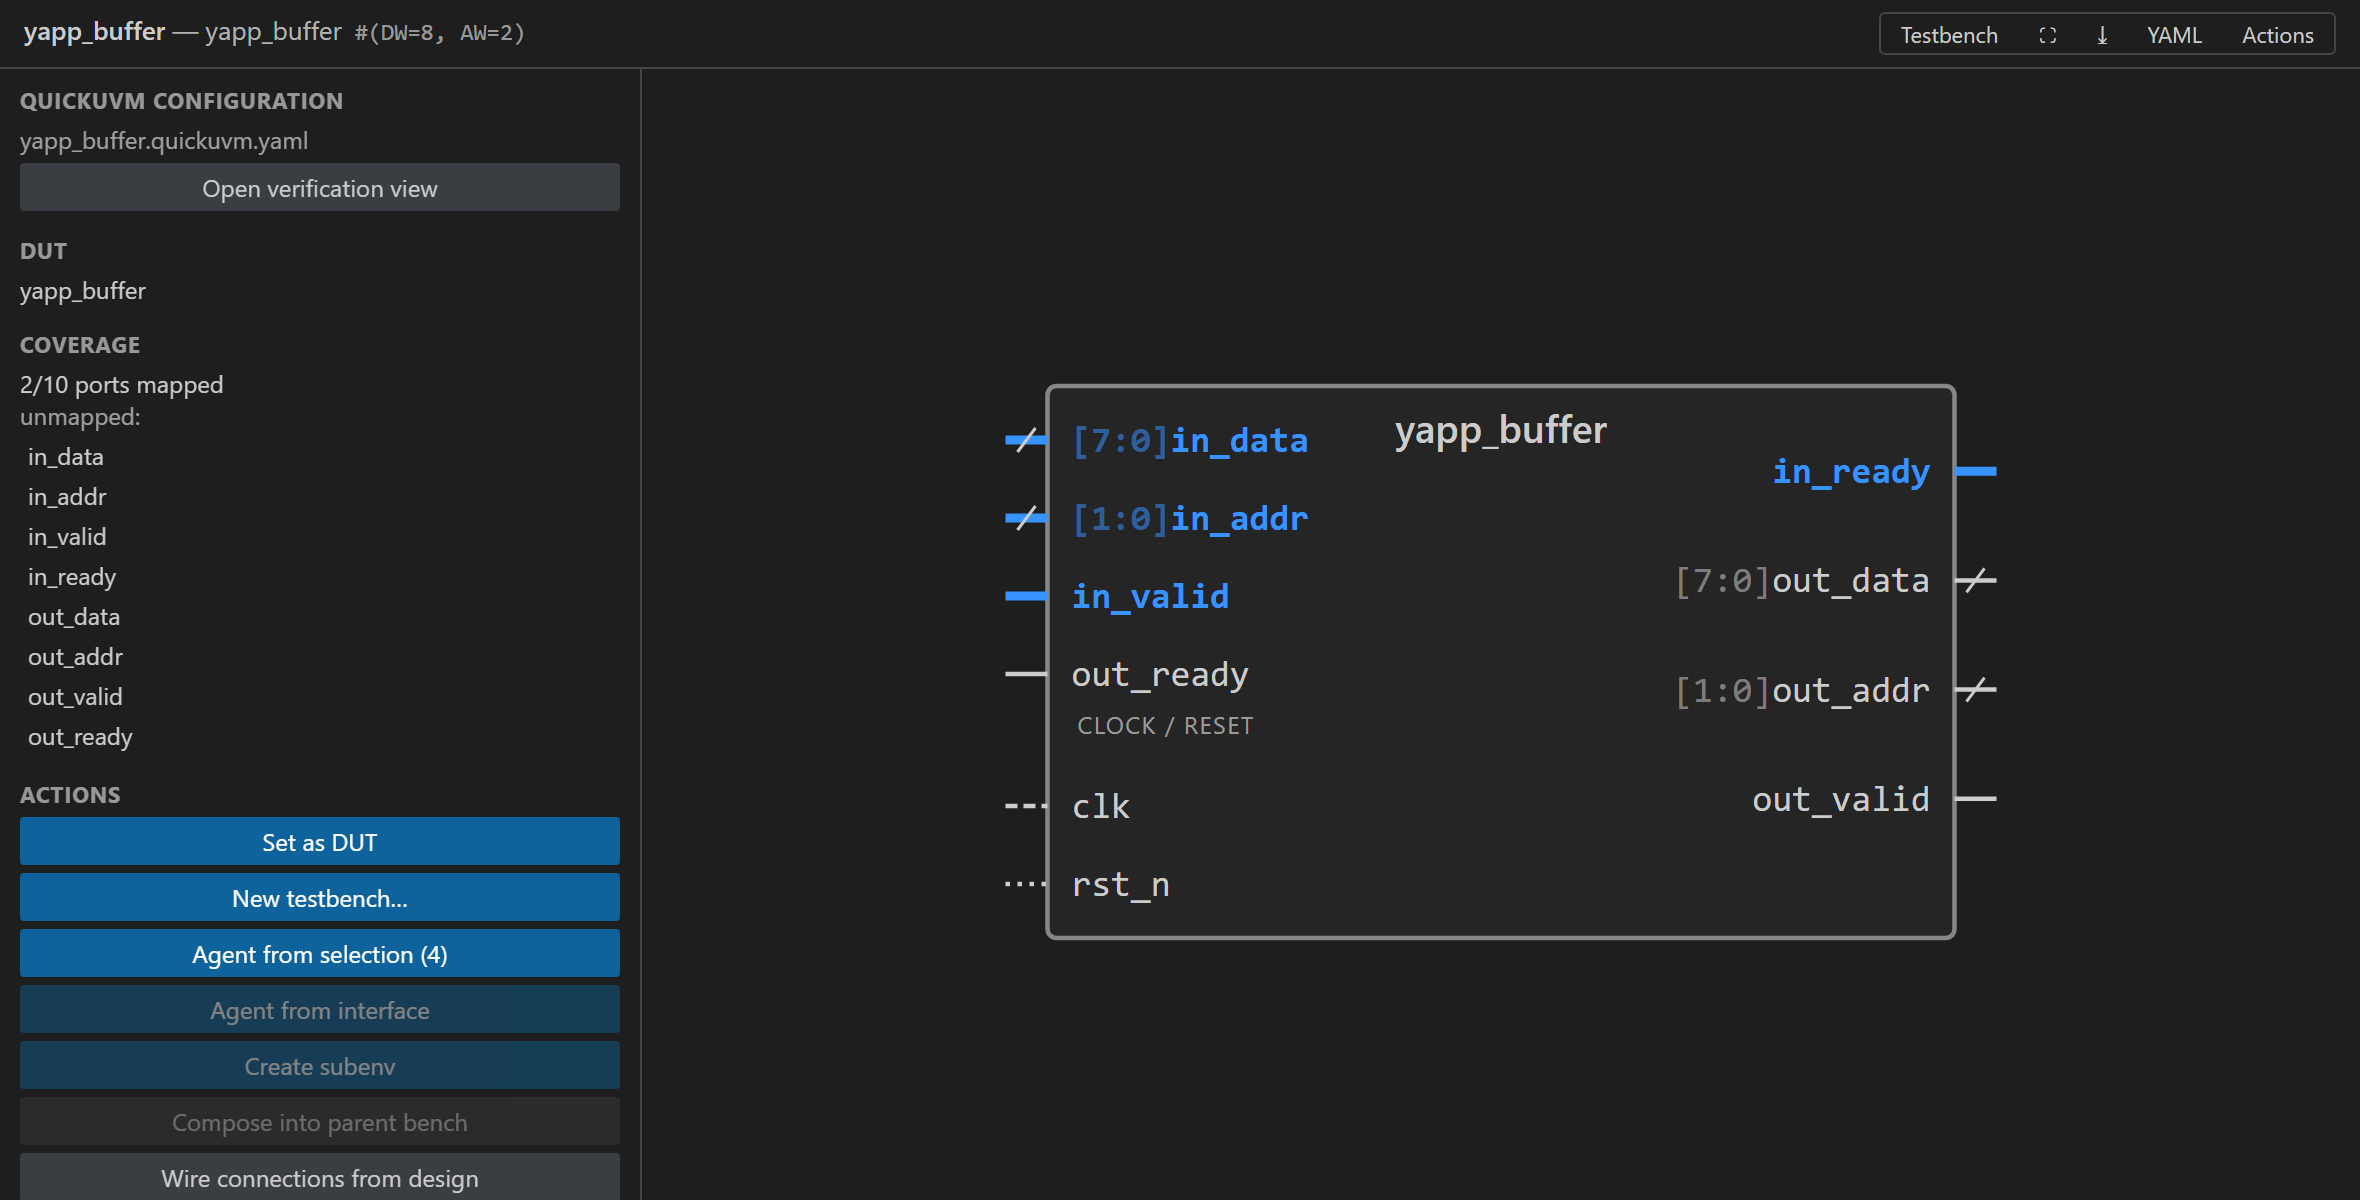 yapp_buffer — yapp_buffer #(DW=8, AW=2)
Testbench
YAML
Actions
QUICKUVM CONFIGURATION
yapp_buffer.quickuvm.yaml
Open verification view
DUT
yapp_buffer
COVERAGE
2/10 ports mapped
unmapped:
in_data
in_addr
in_valid
in_ready
out_data
out_addr
out_valid
out_ready
ACTIONS
Set as DUT
New testbench...
Agent from selection (4)
Agent from interface
Create subenv
Compose into parent bench
Wire connections from design
yapp_buffer
[7:0]in_data
[1:0]in_addr
in_valid
out_ready
CLOCK / RESET
clk
rst_n
in_ready
[7:0]out_data
[1:0]out_addr
out_valid